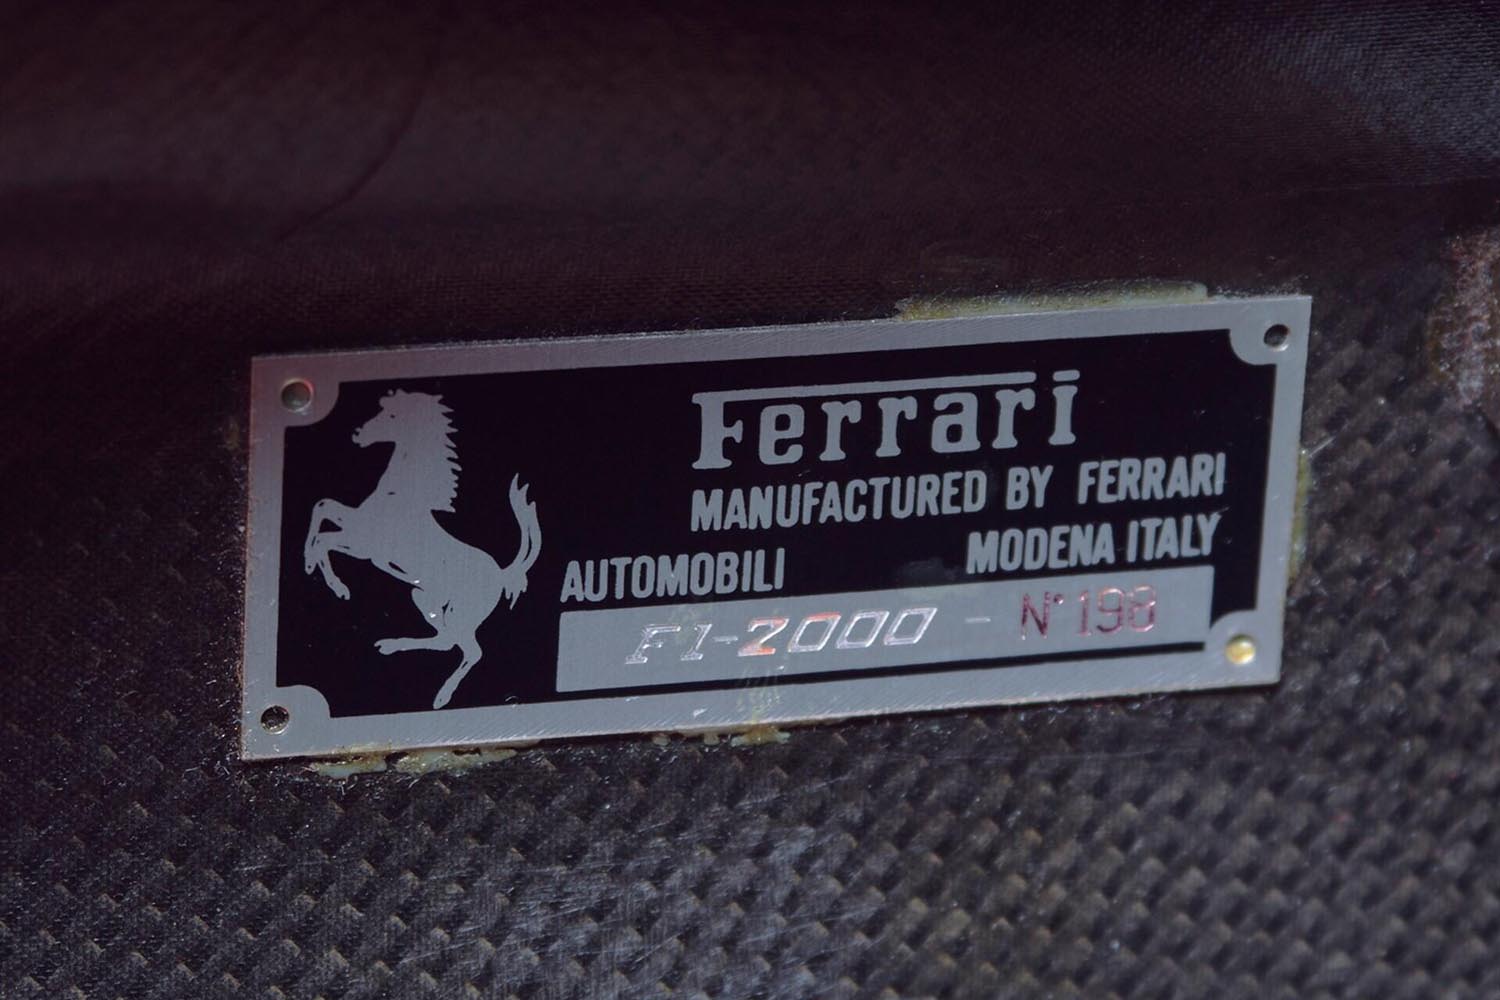 Ferrari
MANUFACTURED BY FERRARI
AUTOMOBILI MODENA ITALY
F1-2000 - N° 198